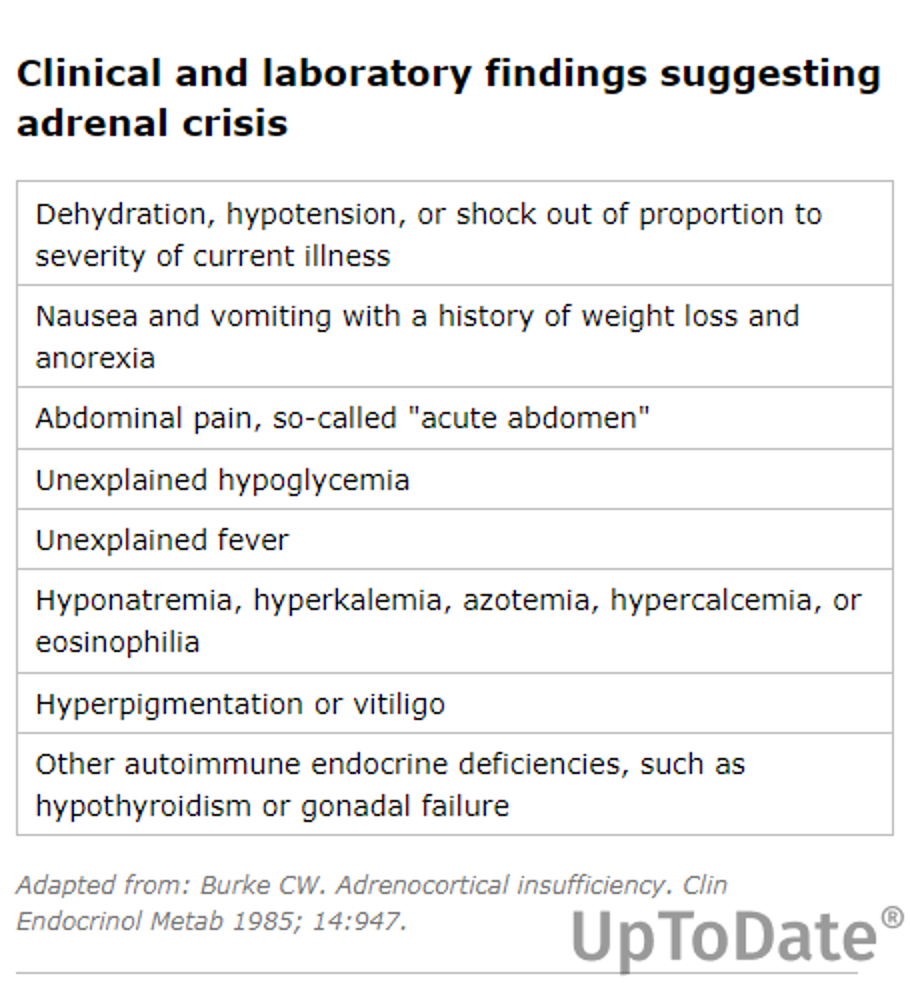 Clinical and laboratory findings suggesting
adrenal crisis
Dehydration, hypotension, or shock out of proportion to
severity of current illness
Nausea and vomiting with a history of weight loss and
anorexia
Abdominal pain, so-called "acute abdomen"
Unexplained hypoglycemia
Unexplained fever
Hyponatremia, hyperkalemia, azotemia, hypercalcemia, or
eosinophilia
Hyperpigmentation or vitiligo
Other autoimmune endocrine deficiencies, such as
hypothyroidism or gonadal failure
Adapted from: Burke CW. Adrenocortical insufficiency. Clin
Endocrinol Metab 1985; 14:947.
UpToDate®